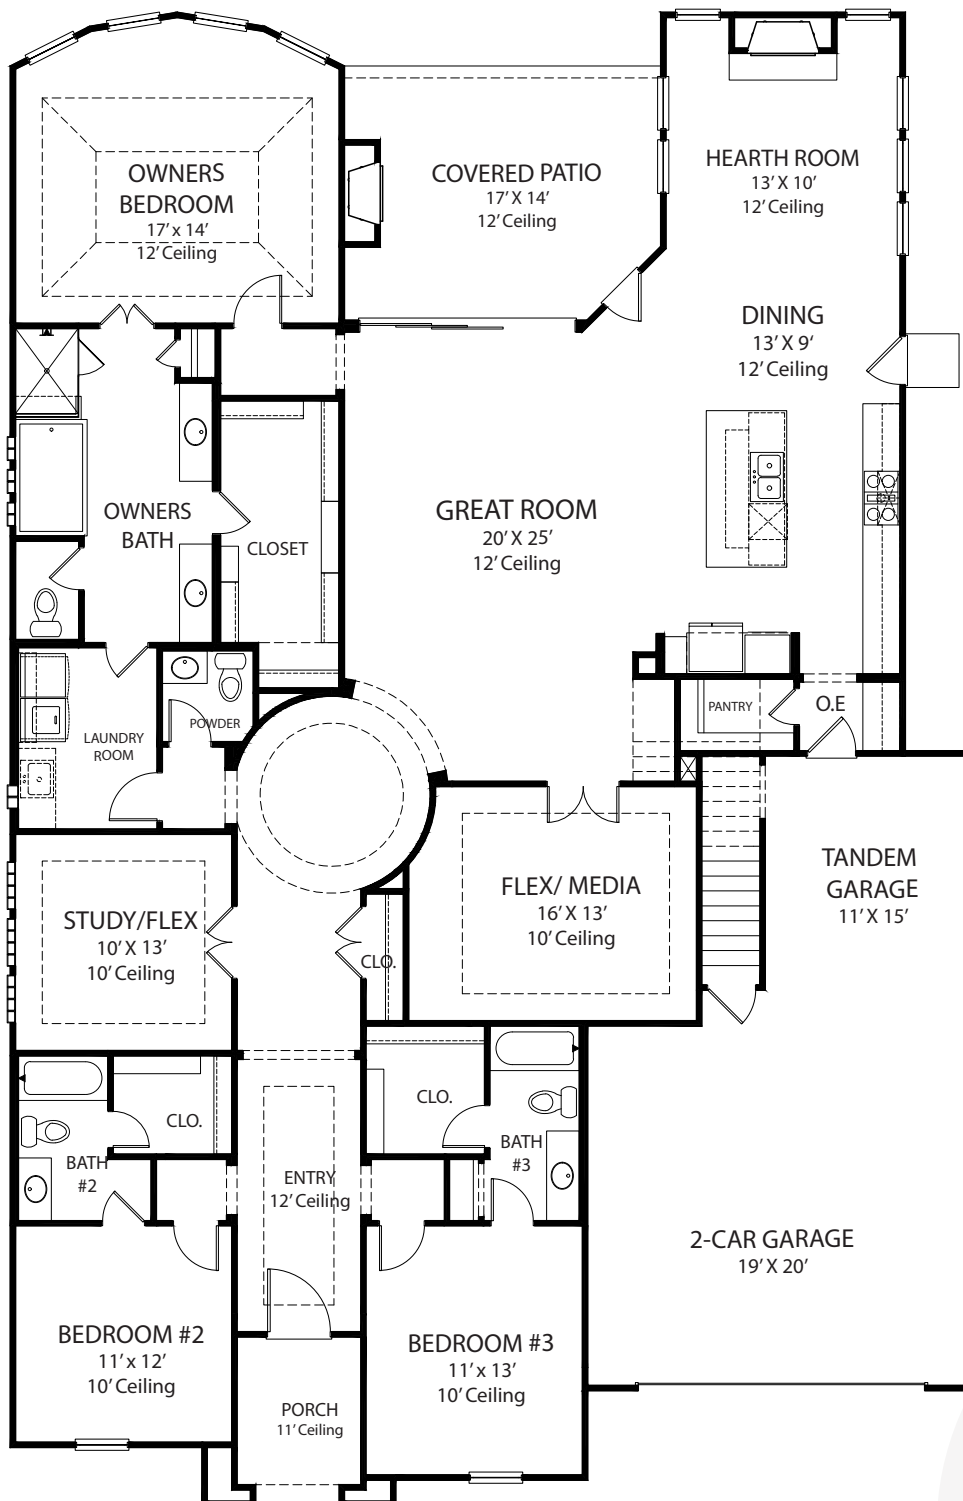 OWNERS
BEDROOM
17' x 14'
12' Ceiling
COVERED PATIO
17' X 14'
12' Ceiling
HEARTH ROOM
13' X 10'
12' Ceiling
DINING
13' X 9'
12' Ceiling
OWNERS
BATH
CLOSET
GREAT ROOM
20' X 25'
12' Ceiling
LAUNDRY
ROOM
POWDER
PANTRY
O.E
STUDY/FLEX
10' X 13'
10' Ceiling
CLO.
FLEX/ MEDIA
16' X 13'
10' Ceiling
TANDEM
GARAGE
11' X 15'
BATH
#2
CLO.
ENTRY
12' Ceiling
CLO.
BATH
#3
2-CAR GARAGE
19' X 20'
BEDROOM #2
11' x 12'
10' Ceiling
PORCH
11' Ceiling
BEDROOM #3
11' x 13'
10' Ceiling